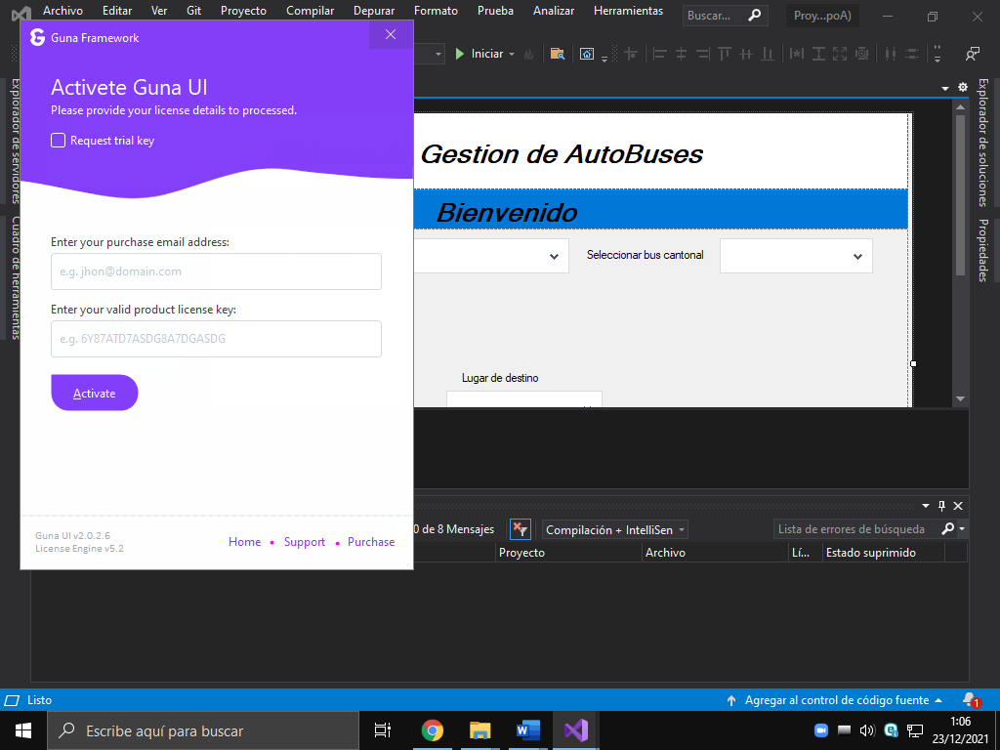 Archivo Editar Ver Git Proyecto Compilar Depurar Formato Prueba Analizar Herramientas Buscar... Proy...poA)
Guna Framework
Iniciar
Activete Guna UI
Please provide your license details to processed.
Request trial key
Explorador de servidores
Cuadro de herramientas
Enter your purchase email address:
e.g. jhon@domain.com
Enter your valid product license key:
e.g. 6Y87ATD7ASDG8A7DGASDG
Activate
Guna UI v2.0.2.6
License Engine v5.2
Home • Support • Purchase
Gestion de AutoBuses
Bienvenido
Seleccionar bus cantonal
Lugar de destino
Explorador de soluciones
Propiedades
0 de 8 Mensajes
Compilación + IntelliSen
Lista de errores de búsqueda
Proyecto Archivo Lí... Estado suprimido
Listo
Agregar al control de código fuente
1
Escribe aquí para buscar
1:06
23/12/2021